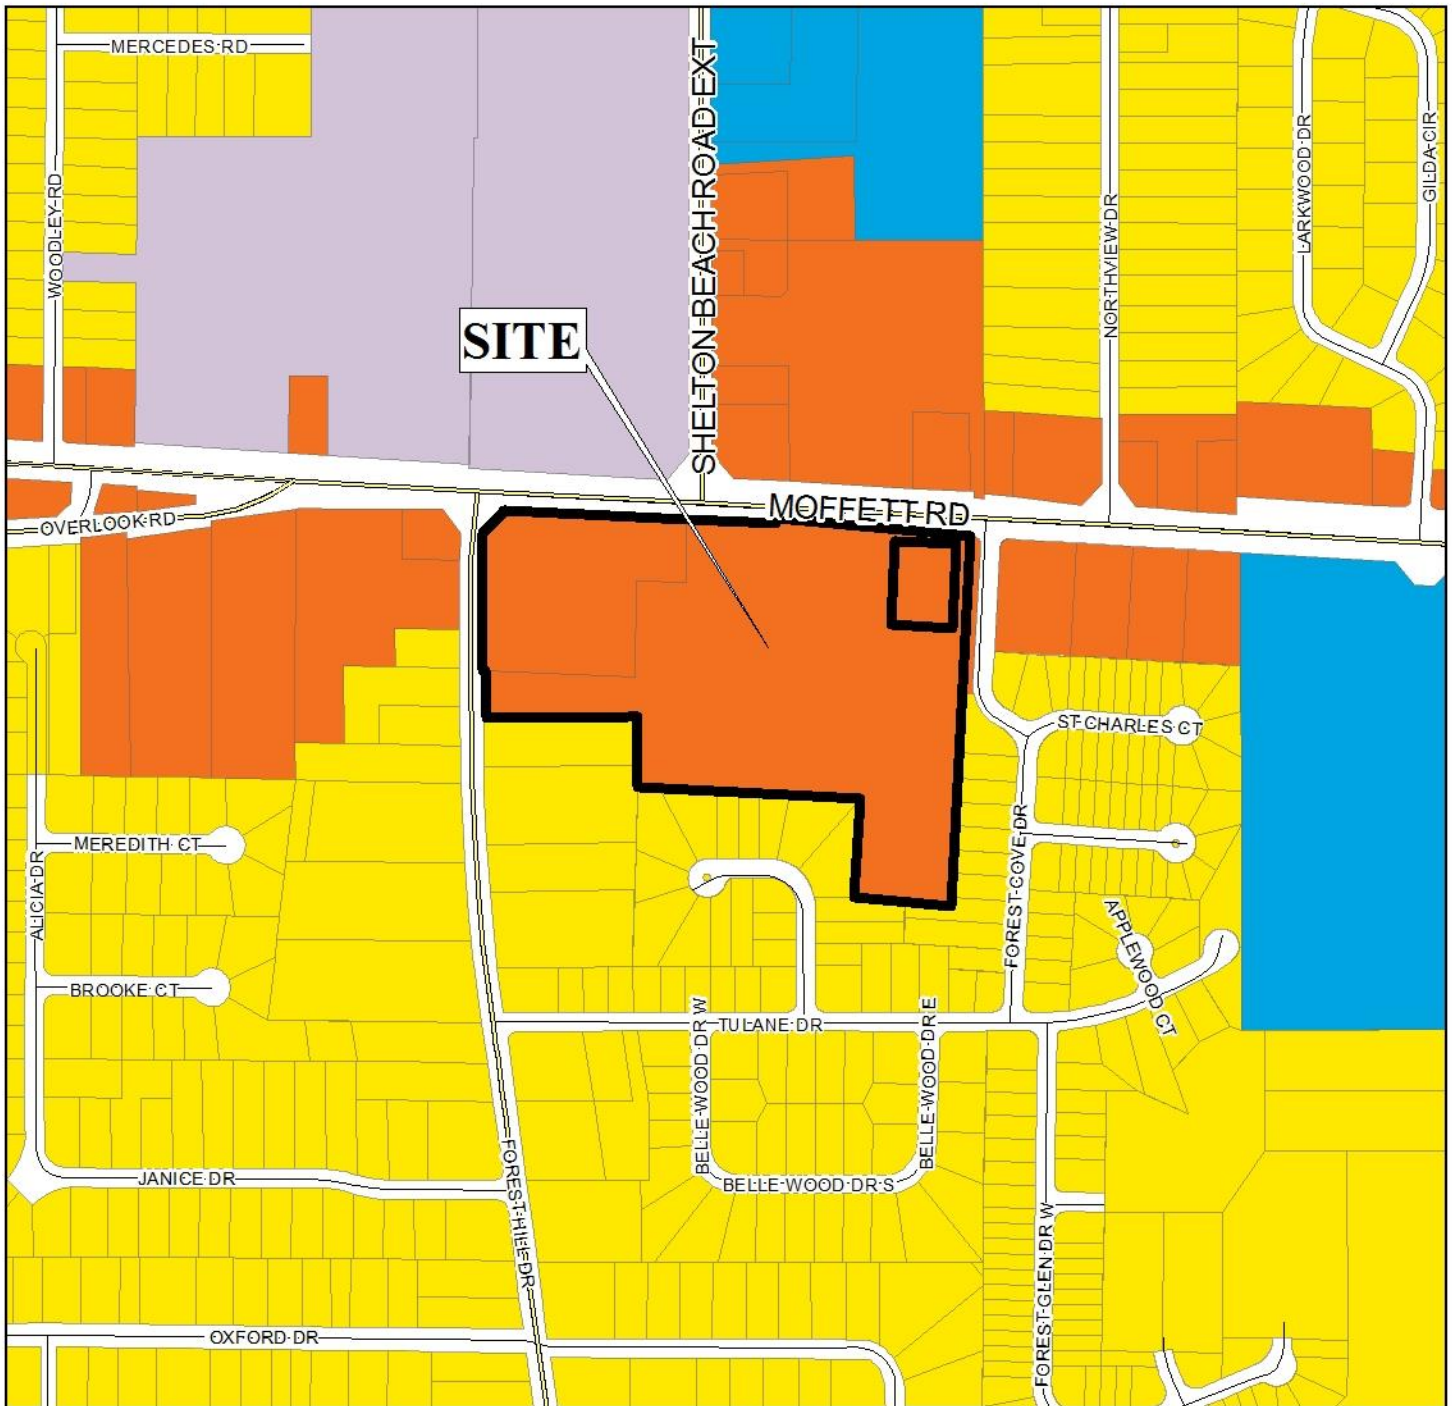 MERCEDES RD
SHELTON BEACH ROAD EXT
WOODLEY RD
NORTHVIEW DR
LARKWOOD DR
GILDA CIR
SITE
MOFFETT RD
OVERLOOK RD
ST CHARLES CT
MEREDITH CT
ALICIA DR
FOREST COVE DR
APPLEWOOD CT
BROOKE CT
TULANE DR
BELLE WOOD DR W
BELLE WOOD DR E
BELLE WOOD DR S
JANICE DR
FOREST HILL DR
FOREST GLEN DR W
OXFORD DR